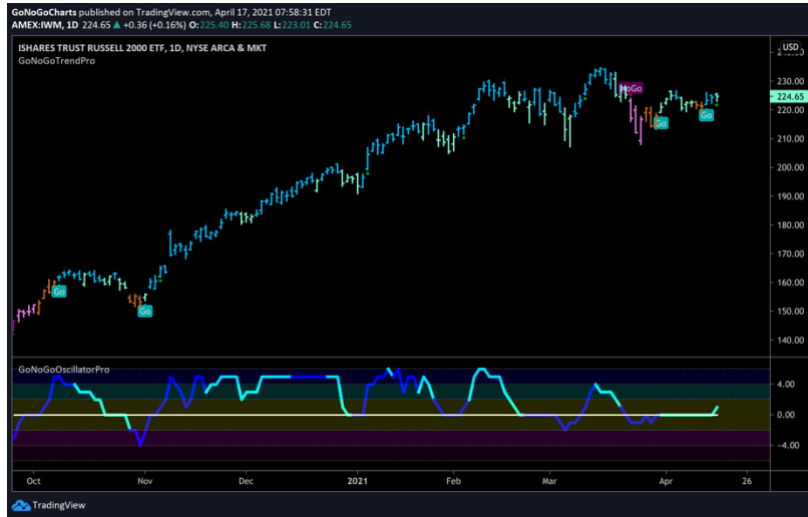 GoNoGoCharts published on TradingView.com, April 17, 2021 07:58:31 EDT
AMEX:IWM, 1D 224.65 ▲ +0.36 (+0.16%) O:225.40 H:225.68 L:223.01 C:224.65
ISHARES TRUST RUSSELL 2000 ETF, 1D, NYSE ARCA & MKT
USD
GoNoGoTrendPro
230.00
NoGo
224.65
220.00
Go
Go
210.00
200.00
190.00
180.00
170.00
160.00
Go
150.00
Go
140.00
GoNoGoOscillatorPro
4.00
0.00
-4.00
Oct Nov Dec 2021 Feb Mar Apr 26
TradingView